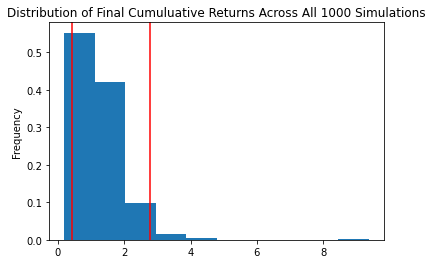 Distribution of Final Cumuluative Returns Across All 1000 Simulations
Frequency
0.5
0.4
0.3
0.2
0.1
0.0
0 2 4 6 8